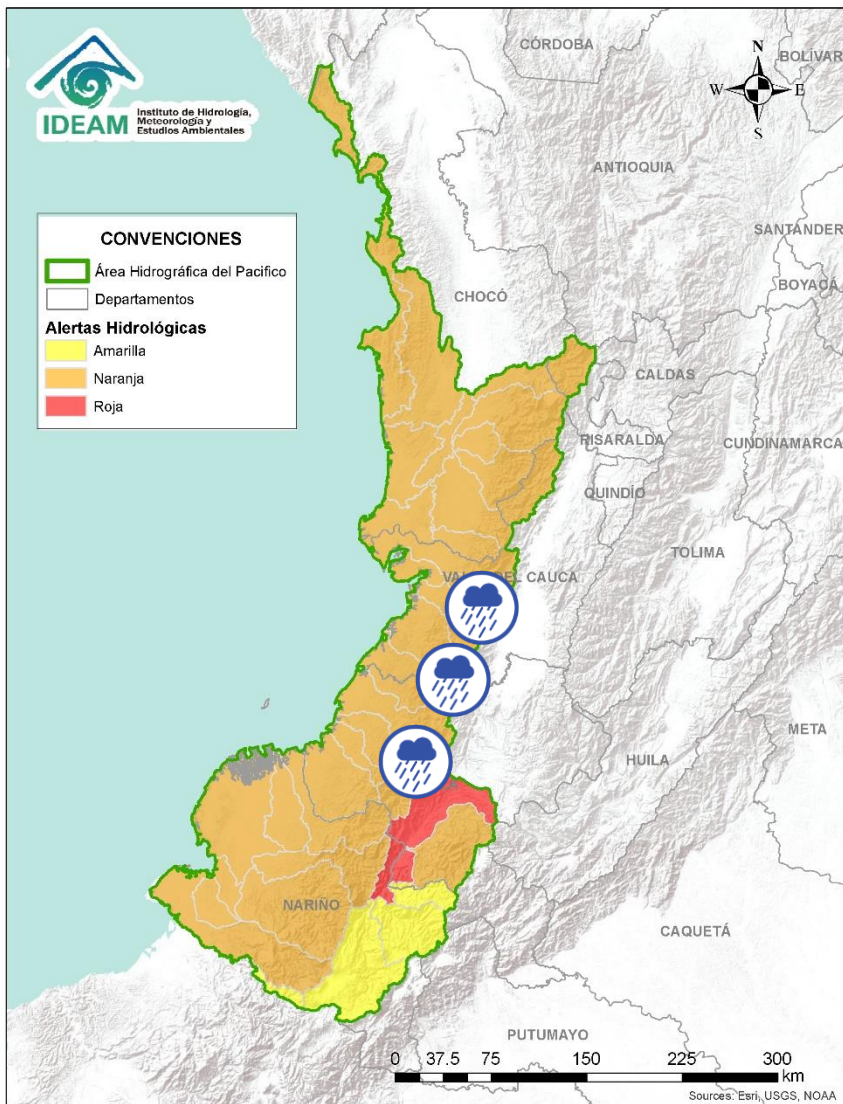 IDEAM
Instituto de Hidrología,
Meteorología y
Estudios Ambientales
N
W E
S
CÓRDOBA
BOLÍVAR
ANTIOQUIA
SANTANDER
BOYACÁ
CHOCÓ
CALDAS
RISARALDA
CUNDINAMARCA
QUINDÍO
TOLIMA
DEL CAUCA
META
HUILA
NARIÑO
CAQUETÁ
PUTUMAYO
CONVENCIONES
Área Hidrográfica del Pacifico
Departamentos
Alertas Hidrológicas
Amarilla
Naranja
Roja
0 37.5 75 150 225 300
km
Sources: Esri, USGS, NOAA